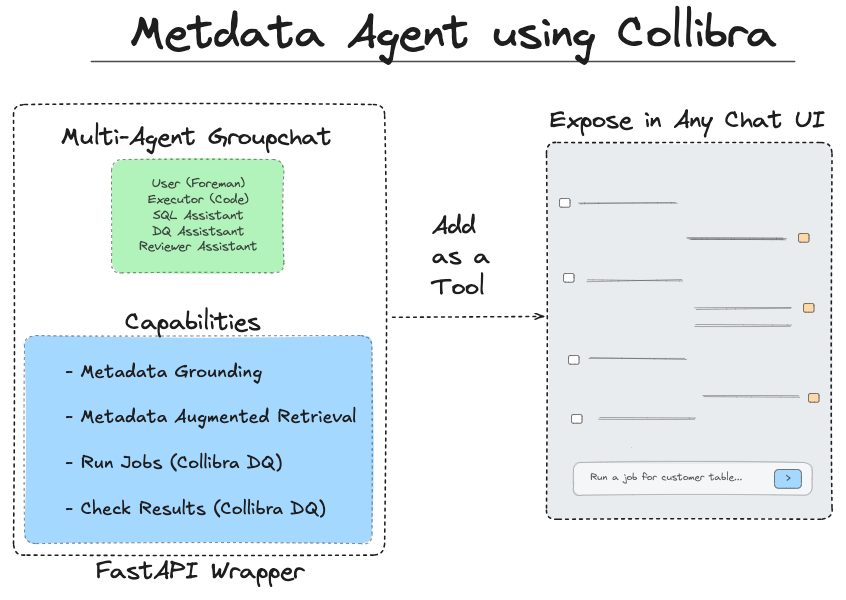 Metdata Agent using Collibra
Multi-Agent Groupchat
User (Foreman)
Executor (Code)
SQL Assistant
DQ Assistsant
Reviewer Assistant
Capabilities
- Metadata Grounding
- Metadata Augmented Retrieval
- Run Jobs (Collibra DQ)
- Check Results (Collibra DQ)
FastAPI Wrapper
Add
as a
Tool
Expose in Any Chat UI
Run a job for customer table...